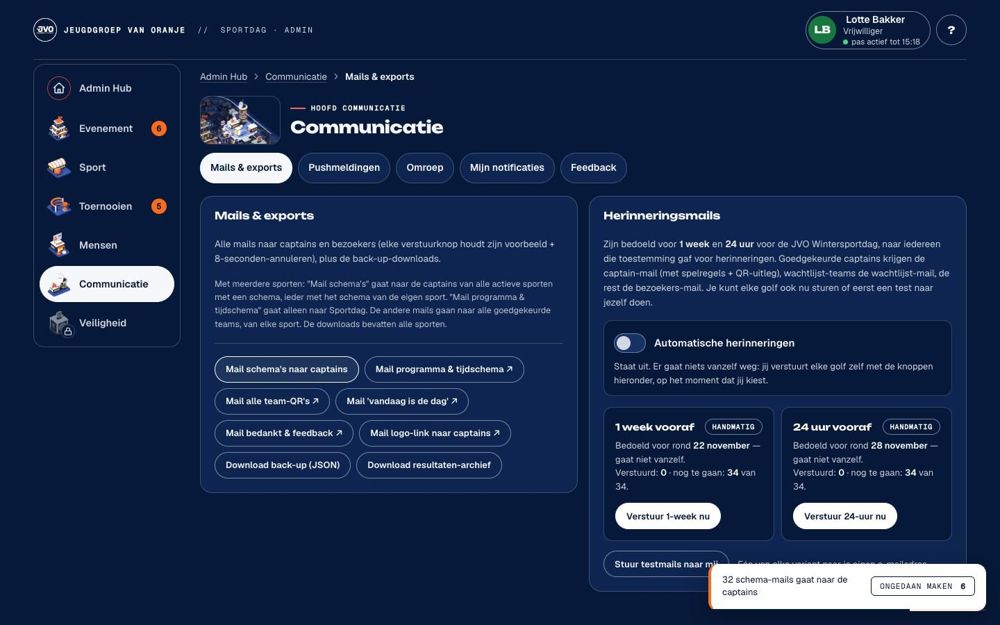 JVO JEUGDGROEP VAN ORANJE // SPORTDAG · ADMIN
LB
Lotte Bakker
Vrijwilliger
pas actief tot 15:18
?
Admin Hub
Evenement 6
Sport
Toernooien 5
Mensen
Communicatie
Veiligheid
Admin Hub > Communicatie > Mails & exports
HOOFD COMMUNICATIE
Communicatie
Mails & exports
Pushmeldingen
Omroep
Mijn notificaties
Feedback
Mails & exports
Alle mails naar captains en bezoekers (elke verstuurknop houdt zijn voorbeeld +
8-seconden-annuleren), plus de back-up-downloads.
Met meerdere sporten: "Mail schema's" gaat naar de captains van alle actieve sporten
met een schema, ieder met het schema van de eigen sport. "Mail programma &
tijdschema" gaat alleen naar Sportdag. De andere mails gaan naar alle goedgekeurde
teams, van elke sport. De downloads bevatten alle sporten.
Mail schema's naar captains
Mail programma & tijdschema ↗
Mail alle team-QR's ↗
Mail 'vandaag is de dag' ↗
Mail bedankt & feedback ↗
Mail logo-link naar captains ↗
Download back-up (JSON)
Download resultaten-archief
Herinneringsmails
Zijn bedoeld voor 1 week en 24 uur voor de JVO Wintersportdag, naar iedereen
die toestemming gaf voor herinneringen. Goedgekeurde captains krijgen de
captain-mail (met spelregels + QR-uitleg), wachtlijst-teams de wachtlijst-mail, de
rest de bezoekers-mail. Je kunt elke golf ook nu sturen of eerst een test naar
jezelf doen.
Automatische herinneringen
Staat uit. Er gaat niets vanzelf weg: jij verstuurt elke golf zelf met de knoppen
hieronder, op het moment dat jij kiest.
1 week vooraf HANDMATIG
Bedoeld voor rond 22 november —
gaat niet vanzelf.
Verstuurd: 0 · nog te gaan: 34 van
34.
Verstuur 1-week nu
24 uur vooraf HANDMATIG
Bedoeld voor rond 28 november —
gaat niet vanzelf.
Verstuurd: 0 · nog te gaan: 34 van
34.
Verstuur 24-uur nu
Stuur testmails naar mij
32 schema-mails gaat naar de
captains
ONGEDAAN MAKEN 6